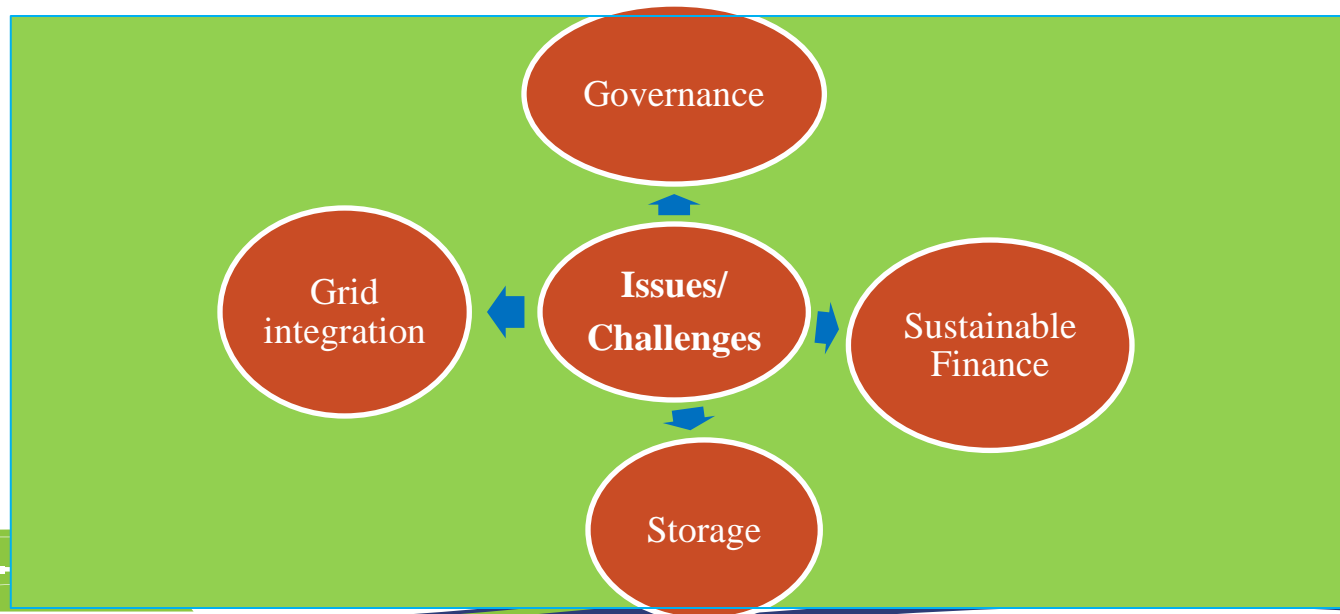 Governance
Grid
integration
Issues/
Challenges
Sustainable
Finance
Storage